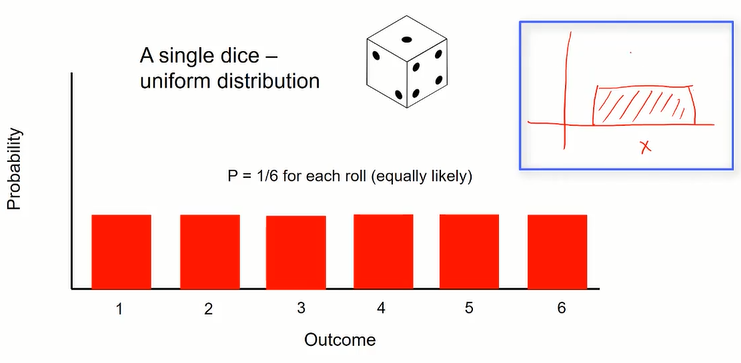 A single dice –
uniform distribution
x
P = 1/6 for each roll (equally likely)
Probability
1 2 3 4 5 6
Outcome